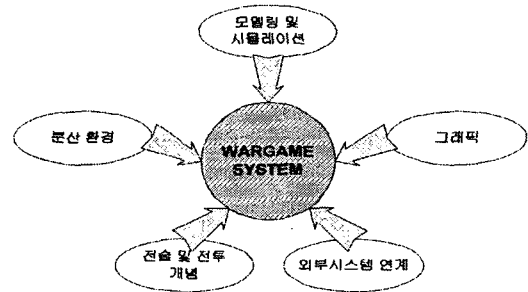 모델링 및
시뮬레이션
분산 환경
WARGAME
SYSTEM
그래픽
전술 및 전투
개념
외부시스템 연계